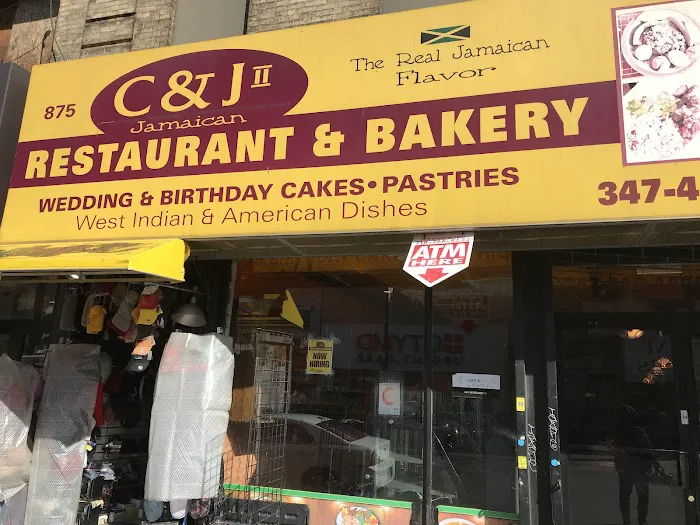 The Real Jamaican
Flavor
875
C & J II
Jamaican
RESTAURANT & BAKERY
WEDDING & BIRTHDAY CAKES • PASTRIES
West Indian & American Dishes
347-4
ATM
HERE
NOW
HIRING
C